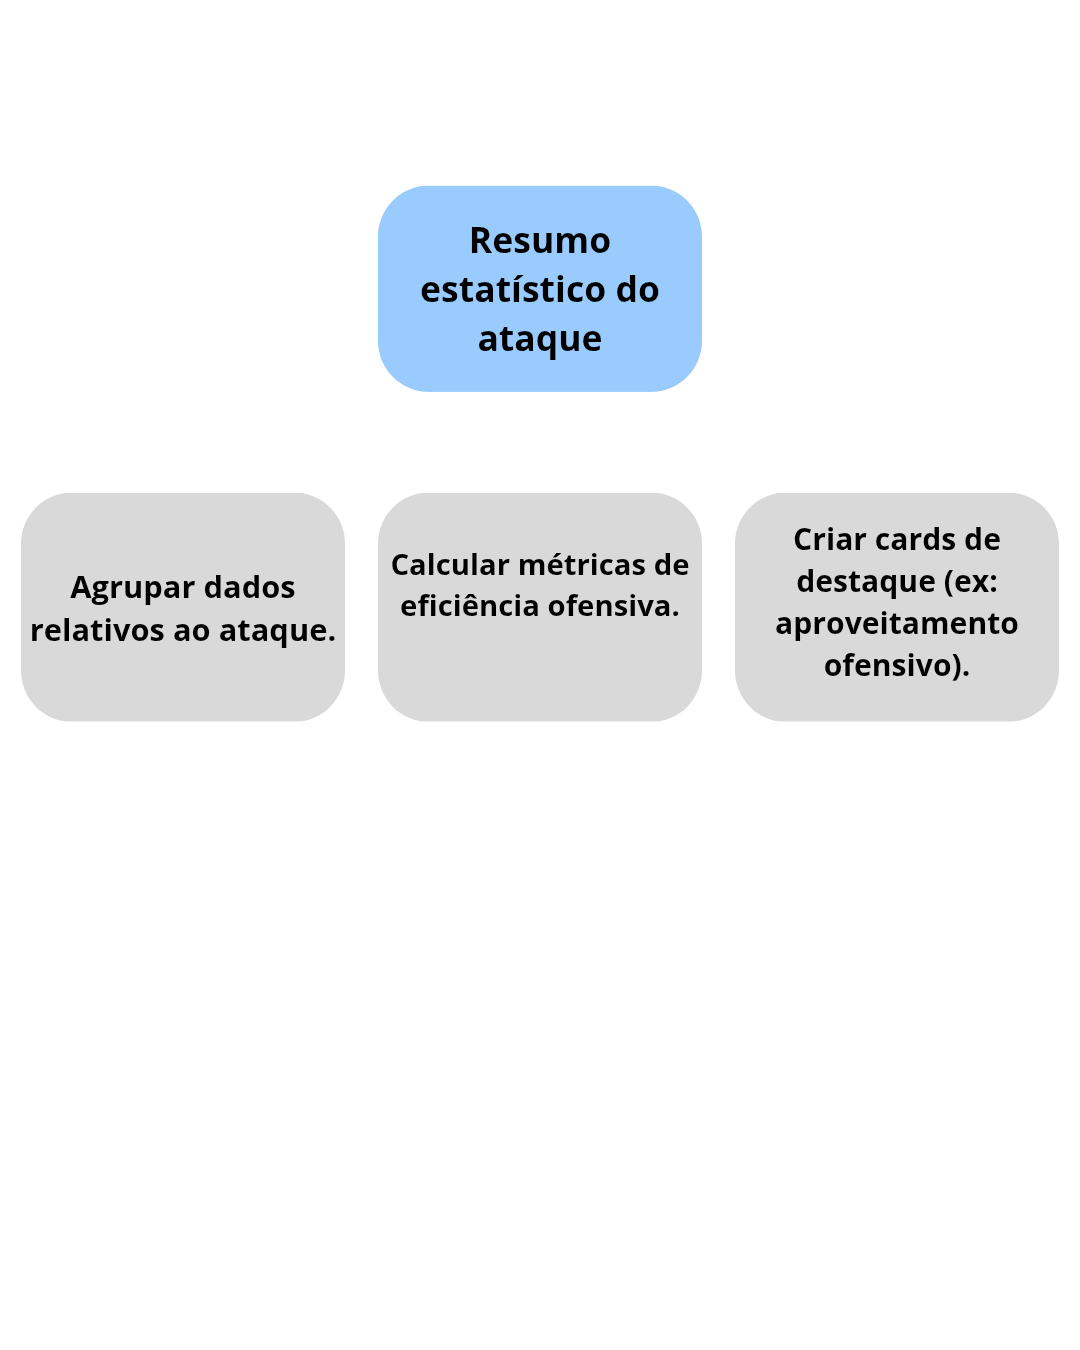 Resumo
estatístico do
ataque
Agrupar dados
relativos ao ataque.
Calcular métricas de
eficiência ofensiva.
Criar cards de
destaque (ex:
aproveitamento
ofensivo).